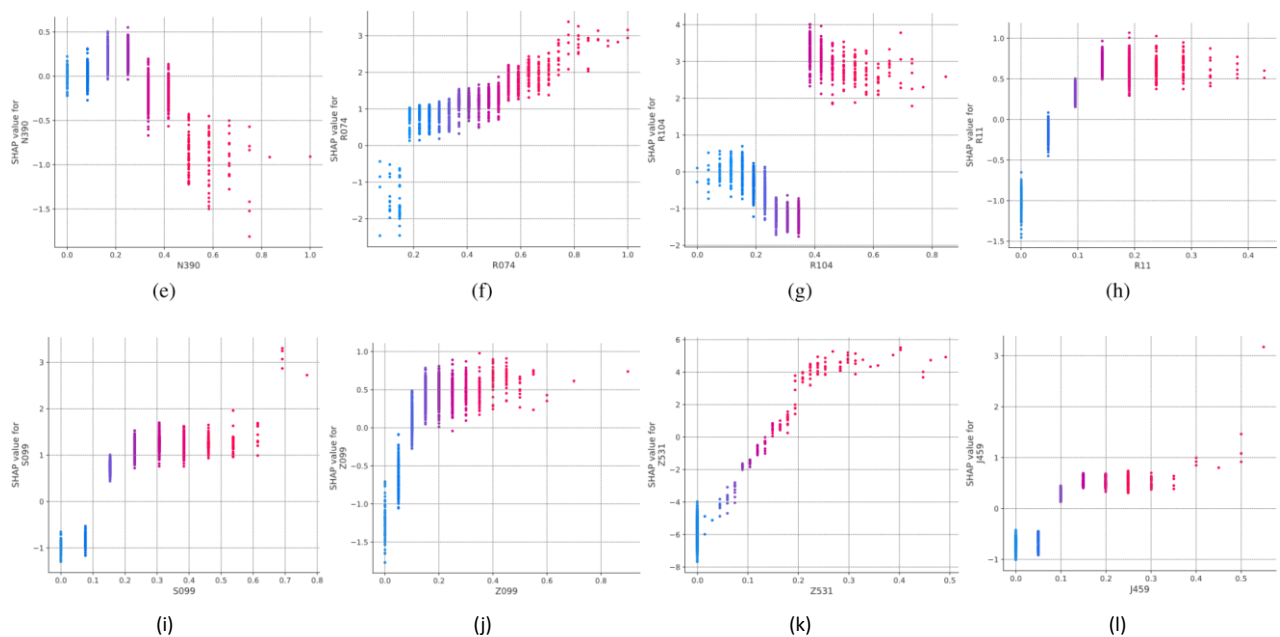 0.5
0.0
−0.5
−1.0
−1.5
SHAP value for
N390
0.0 0.2 0.4 0.6 0.8 1.0
N390
(e)
3
2
1
0
−1
−2
SHAP value for
R074
0.2 0.4 0.6 0.8 1.0
R074
(f)
4
3
2
1
0
−1
−2
SHAP value for
R104
0.0 0.2 0.4 0.6 0.8
R104
(g)
1.0
0.5
0.0
−0.5
−1.0
−1.5
SHAP value for
R11
0.0 0.1 0.2 0.3 0.4
R11
(h)
3
2
1
0
−1
SHAP value for
S099
0.0 0.1 0.2 0.3 0.4 0.5 0.6 0.7 0.8
S099
(i)
1.0
0.5
0.0
−0.5
−1.0
−1.5
SHAP value for
Z099
0.0 0.2 0.4 0.6 0.8
Z099
(j)
6
4
2
0
−2
−4
−6
−8
SHAP value for
Z531
0.0 0.1 0.2 0.3 0.4 0.5
Z531
(k)
3
2
1
0
−1
SHAP value for
J459
0.0 0.1 0.2 0.3 0.4 0.5
J459
(l)